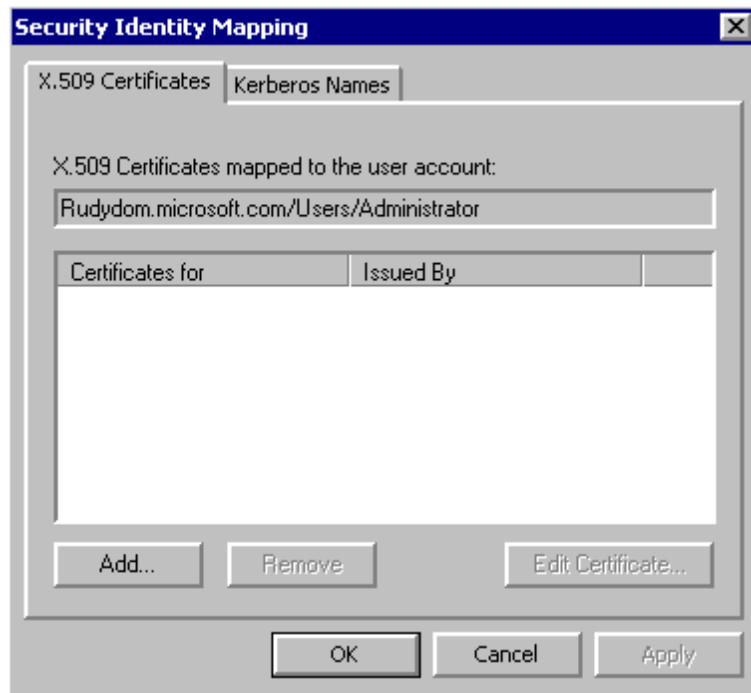 Security Identity Mapping
X.509 Certificates Kerberos Names
X.509 Certificates mapped to the user account:
Rudydom.microsoft.com/Users/Administrator
Certificates for Issued By
Add... Remove Edit Certificate...
OK Cancel Apply